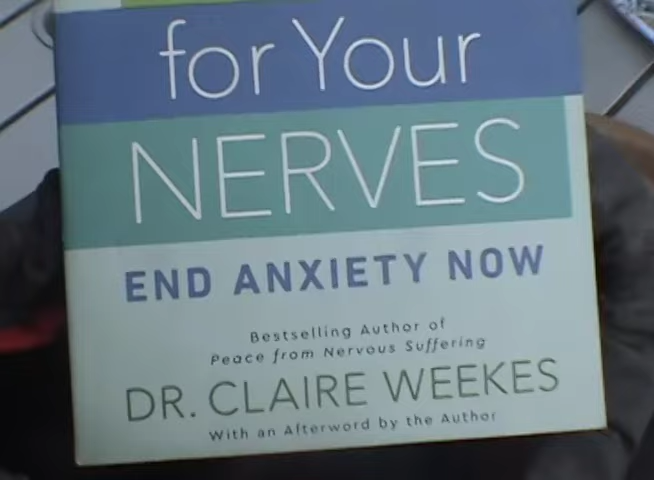 for Your
NERVES
END ANXIETY NOW
Bestselling Author of
Peace from Nervous Suffering
DR. CLAIRE WEEKES
With an Afterword by the Author